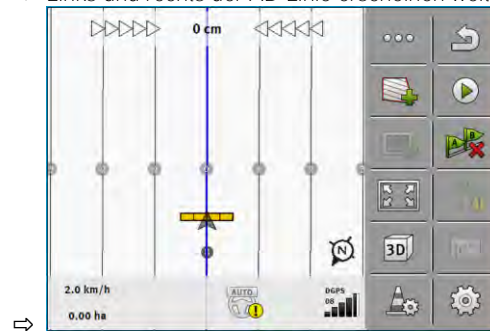 Links und rechts der AB-Linie erscheinen weit
0 cm
A B
N
3D
2.0 km/h
AUTO
DGPS
08
0.00 ha